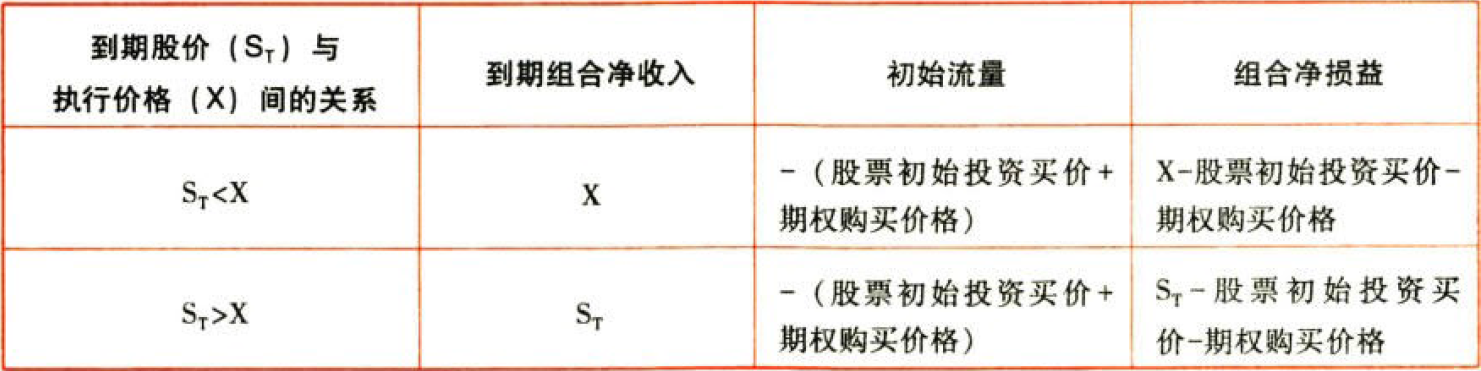 到期股价（S_T）与
执行价格（X）间的关系
到期组合净收入
初始流量
组合净损益
S_T<X
X
-（股票初始投资买价+
期权购买价格）
X-股票初始投资买价-
期权购买价格
S_T>X
S_T
-（股票初始投资买价+
期权购买价格）
S_T-股票初始投资买
价-期权购买价格